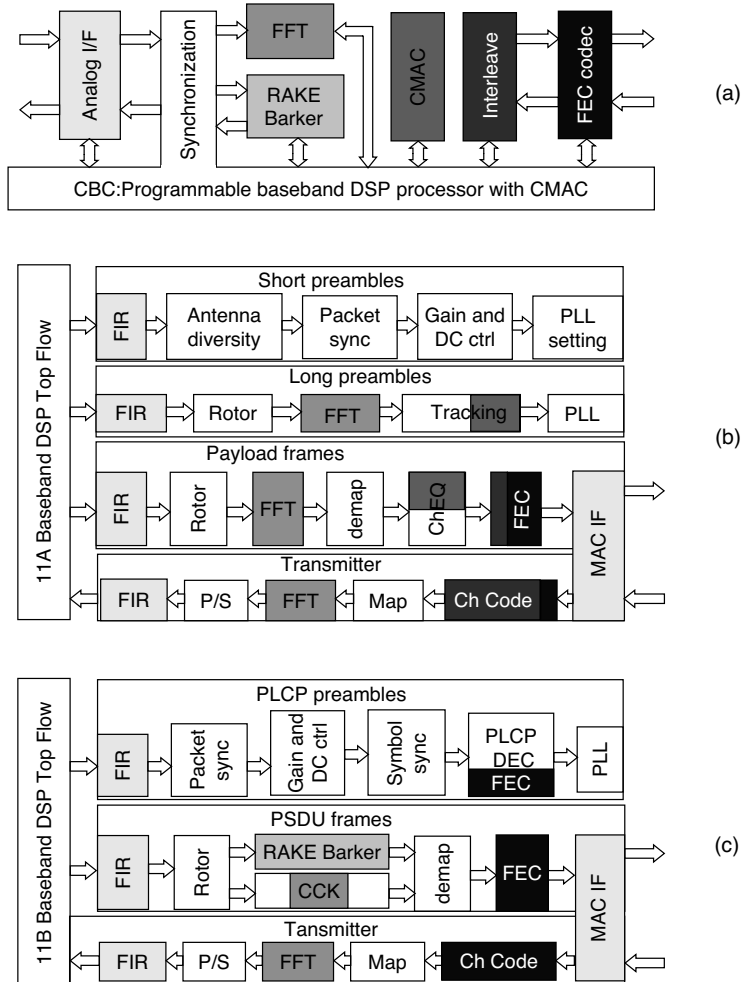 Analog I/F
Synchronization
FFT
RAKE
Barker
CMAC
Interleave
FEC codec
(a)
CBC:Programmable baseband DSP processor with CMAC
11A Baseband DSP Top Flow
Short preambles
FIR
Antenna
diversity
Packet
sync
Gain and
DC ctrl
PLL
setting
Long preambles
FIR
Rotor
FFT
Tracking
PLL
(b)
Payload frames
FIR
Rotor
FFT
demap
ChEQ
FEC
MAC IF
Transmitter
FIR
P/S
FFT
Map
Ch Code
11B Baseband DSP Top Flow
PLCP preambles
FIR
Packet
sync
Gain and
DC ctrl
Symbol
sync
PLCP
DEC
FEC
PLL
PSDU frames
FIR
Rotor
RAKE Barker
CCK
demap
FEC
MAC IF
(c)
Tansmitter
FIR
P/S
FFT
Map
Ch Code